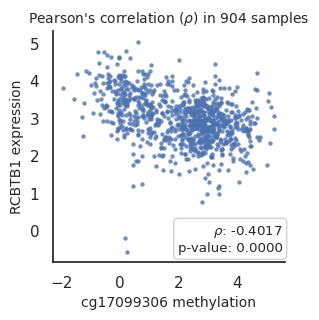 Pearson's correlation (ρ) in 904 samples
5
4
3
2
1
0
RCBTB1 expression
ρ: -0.4017
p-value: 0.0000
−2 0 2 4
cg17099306 methylation